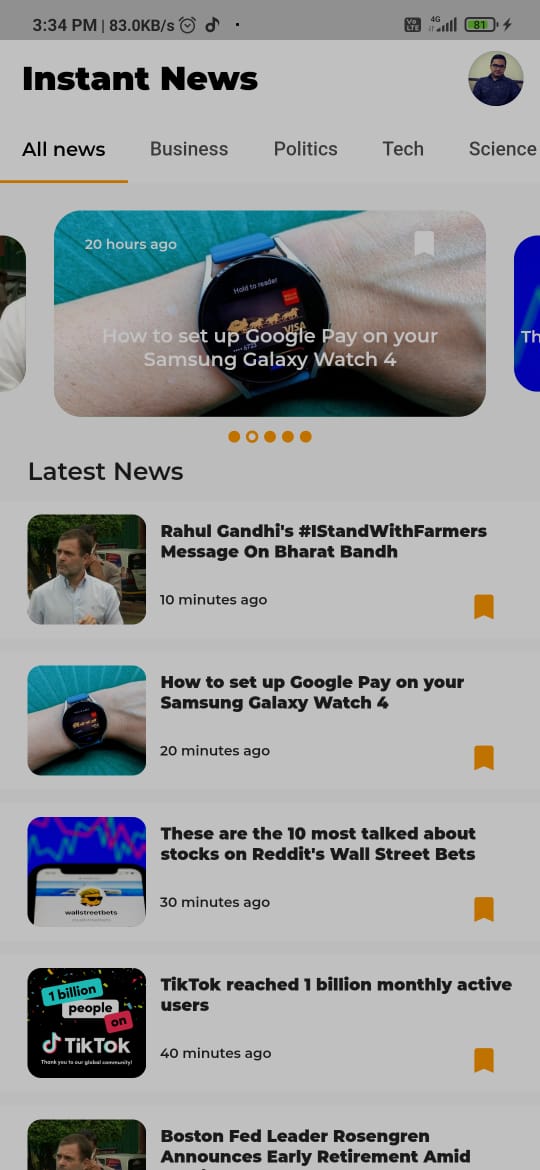 3:34 PM | 83.0KB/s
Vo LTE 4G 81
Instant News
All news Business Politics Tech Science
20 hours ago
Hold to reader
VISA
How to set up Google Pay on your
Samsung Galaxy Watch 4
Th
Latest News
Rahul Gandhi's #IStandWithFarmers
Message On Bharat Bandh
10 minutes ago
How to set up Google Pay on your
Samsung Galaxy Watch 4
20 minutes ago
These are the 10 most talked about
stocks on Reddit's Wall Street Bets
wallstreetbets
30 minutes ago
TikTok reached 1 billion monthly active
users
1 billion
people
on
TikTok
Thank you to our global community!
40 minutes ago
Boston Fed Leader Rosengren
Announces Early Retirement Amid